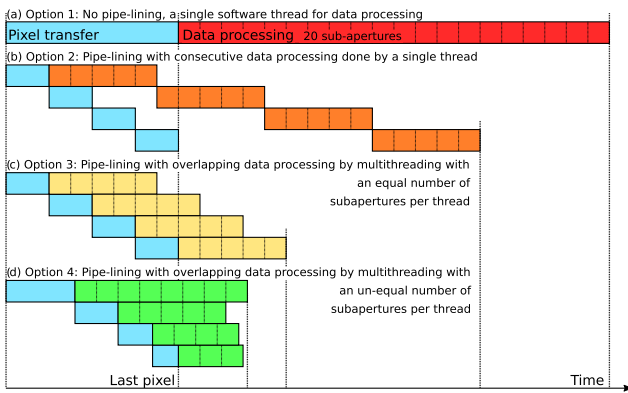 (a) Option 1: No pipe-lining, a single software thread for data processing
Pixel transfer
Data processing 20 sub-apertures
(b) Option 2: Pipe-lining with consecutive data processing done by a single thread
(c) Option 3: Pipe-lining with overlapping data processing by multithreading with
an equal number of
subapertures per thread
(d) Option 4: Pipe-lining with overlapping data processing by multithreading with
an un-equal number of
subapertures per thread
Last pixel
Time